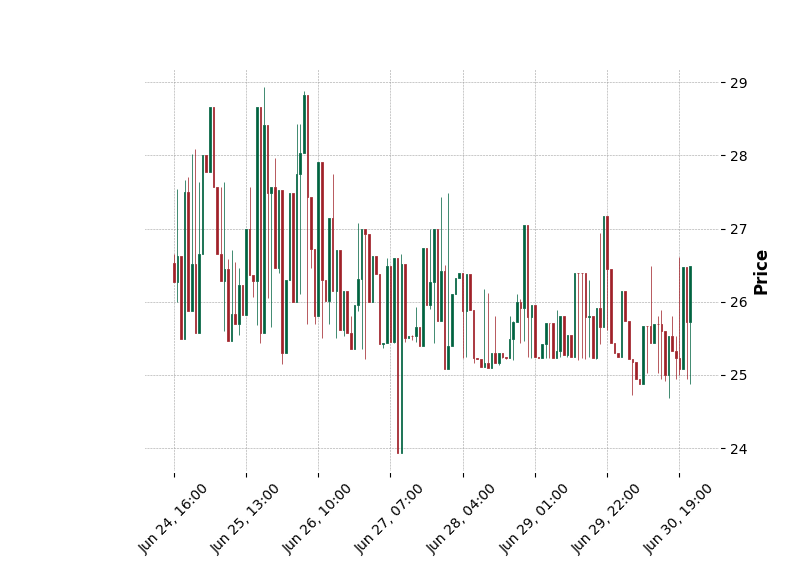 29
28
27
26
25
24
Price
Jun 24, 16:00
Jun 25, 13:00
Jun 26, 10:00
Jun 27, 07:00
Jun 28, 04:00
Jun 29, 01:00
Jun 29, 22:00
Jun 30, 19:00